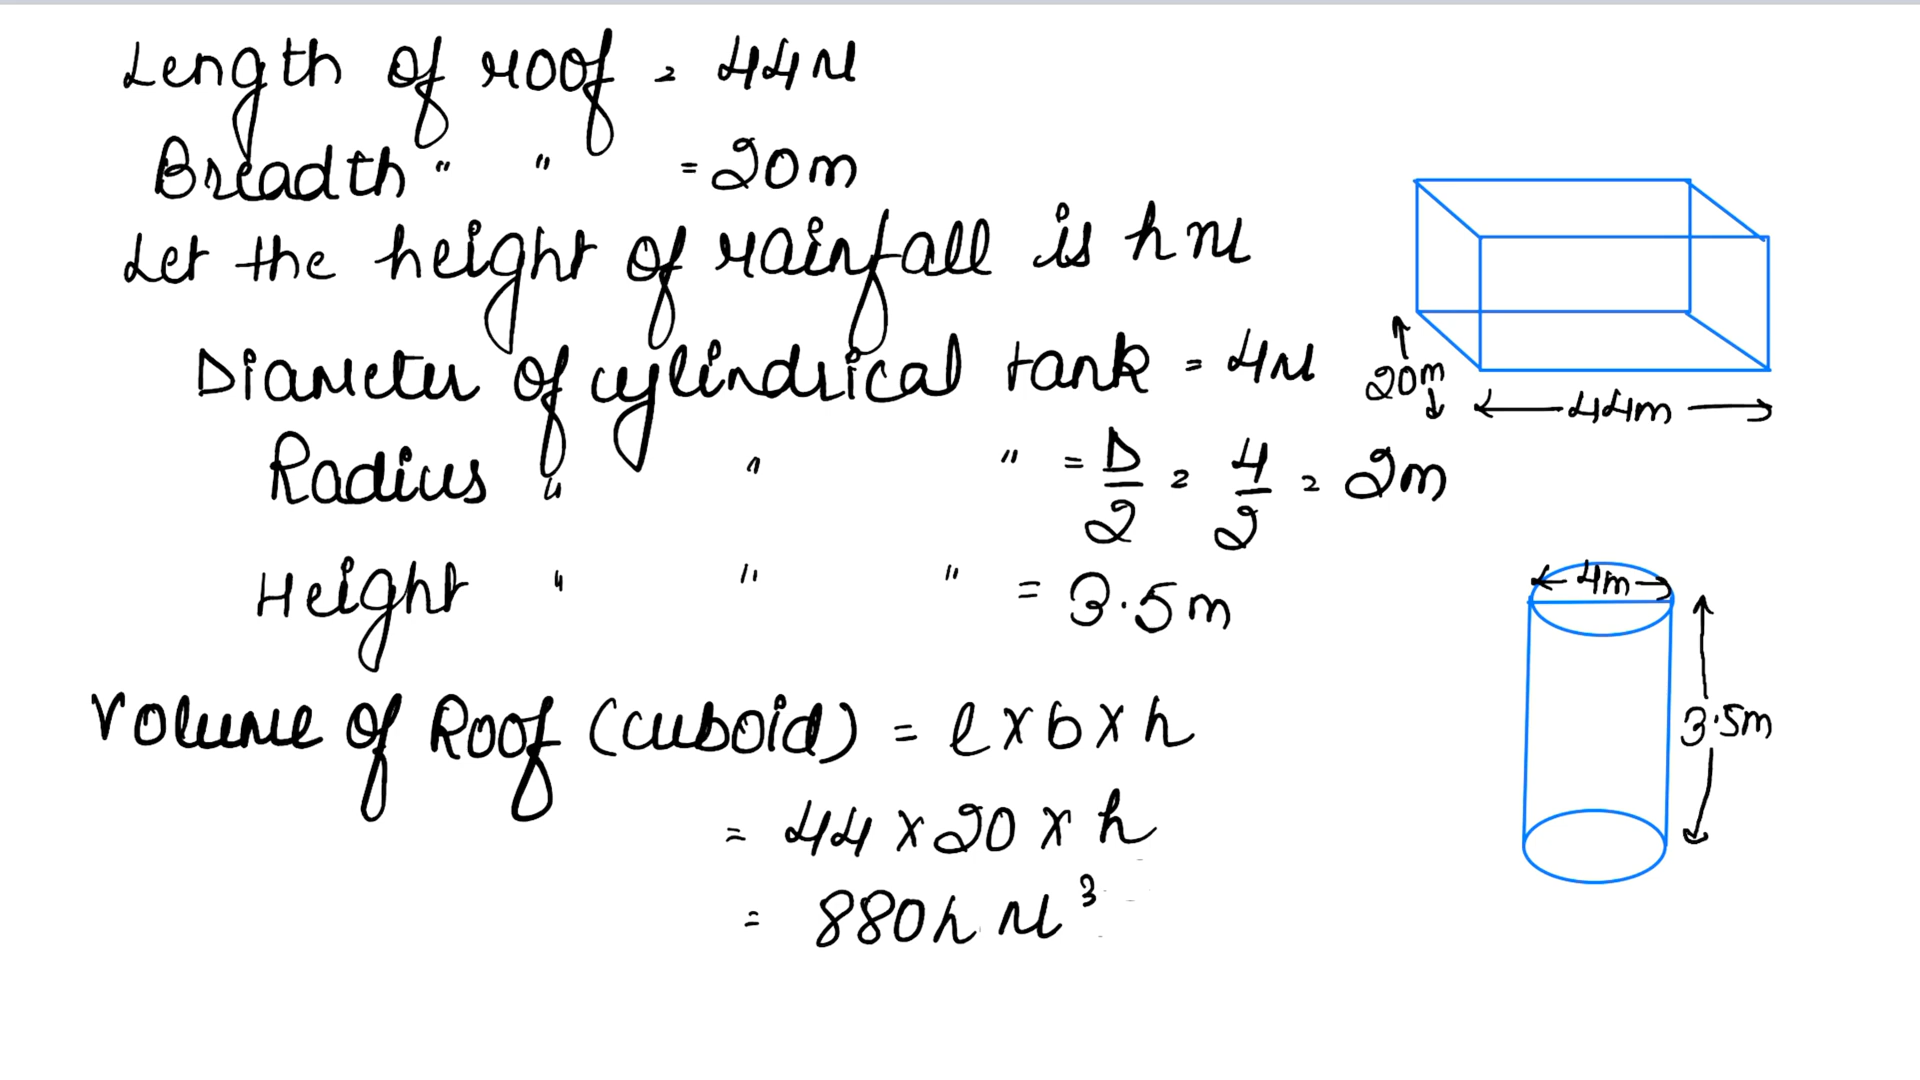 Length of roof = 44m
Breadth " " = 20m
Let the height of rainfall is h m
Diameter of cylindrical tank = 4m
Radius " " " = D/2 = 4/2 = 2m
Height " " " = 3.5m
Volume of Roof (cuboid) = l x b x h
= 44 x 20 x h
= 880h m³
20m
44m
4m
3.5m